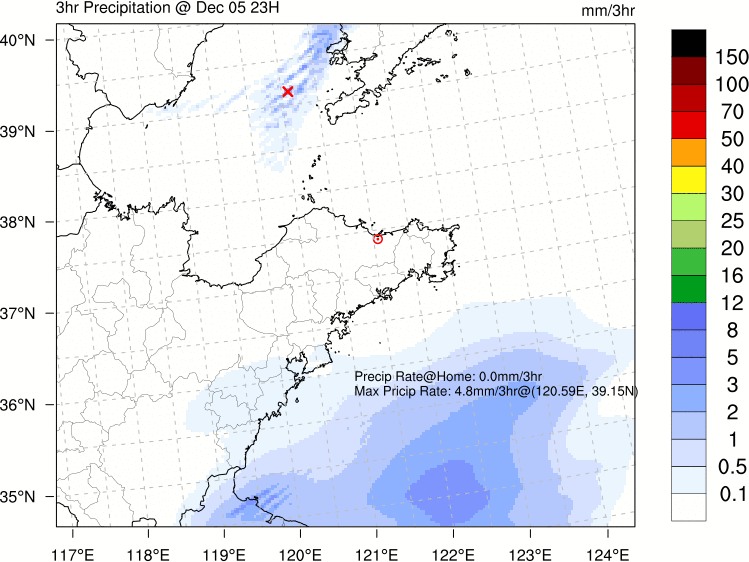 3hr Precipitation @ Dec 05 23H
mm/3hr
40°N
39°N
38°N
37°N
36°N
35°N
Precip Rate@Home: 0.0mm/3hr
Max Pricip Rate: 4.8mm/3hr@(120.59E, 39.15N)
117°E 118°E 119°E 120°E 121°E 122°E 123°E 124°E
150
100
70
50
40
30
25
20
16
12
8
5
3
2
1
0.5
0.1